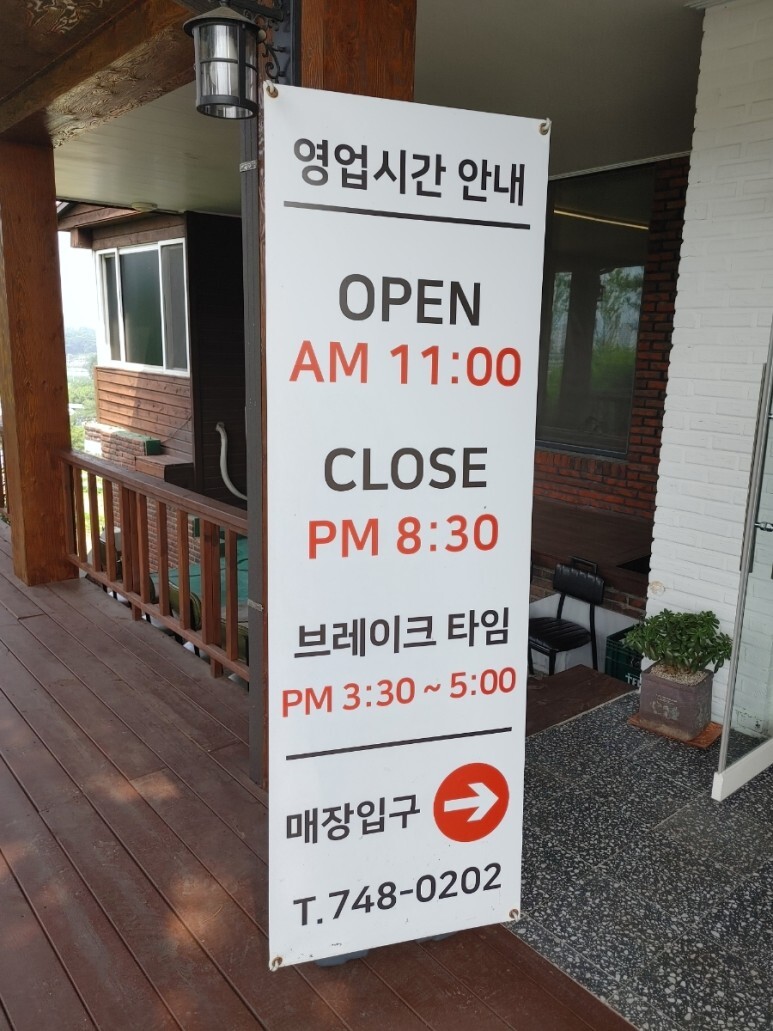 영업시간 안내
OPEN
AM 11:00
CLOSE
PM 8:30
브레이크 타임
PM 3:30 ~ 5:00
매장입구
T.748-0202